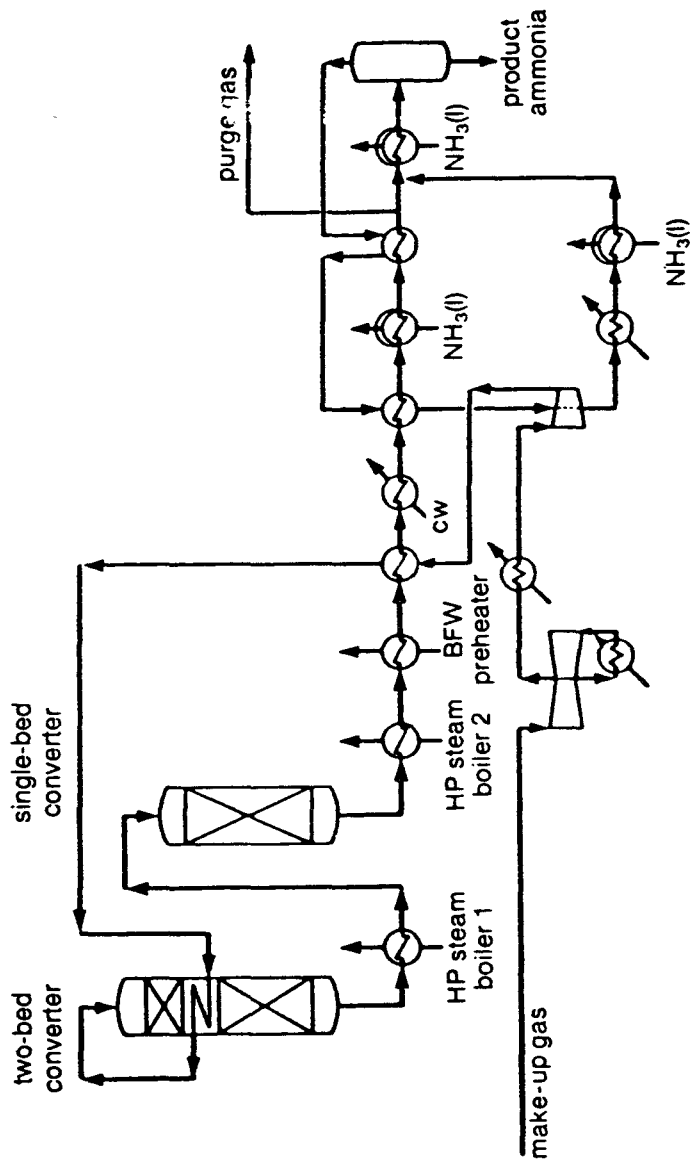 two-bed
converter
single-bed
converter
HP steam
boiler 1
HP steam
boiler 2
BFW
preheater
cw
NH₃(l)
NH₃(l)
purge gas
product
ammonia
NH₃(l)
make-up gas